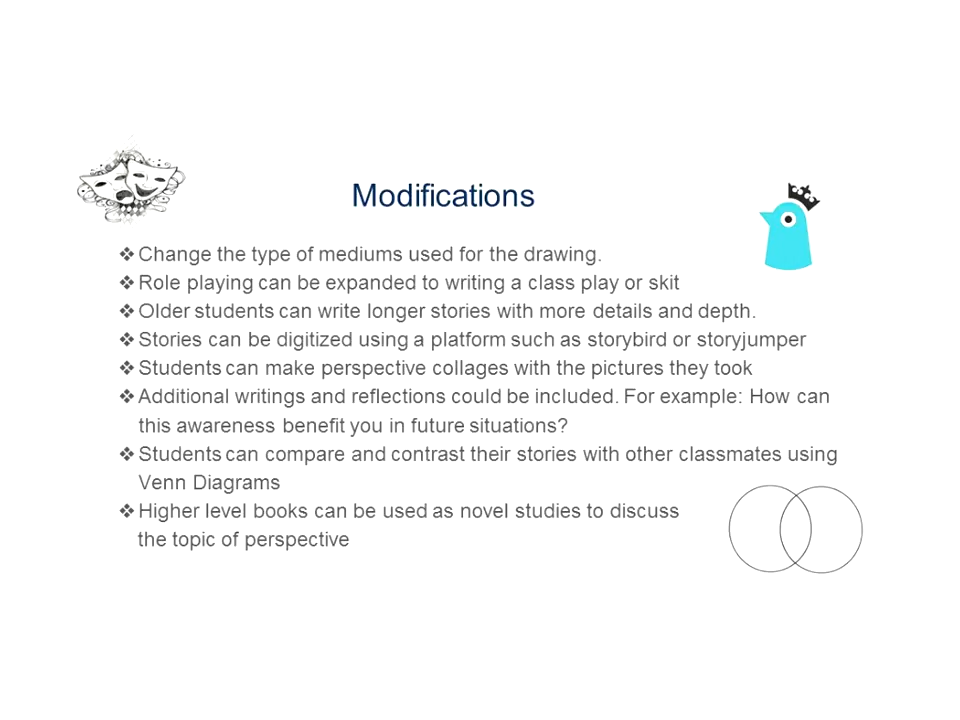 Modifications
❖Change the type of mediums used for the drawing.
❖Role playing can be expanded to writing a class play or skit
❖Older students can write longer stories with more details and depth.
❖Stories can be digitized using a platform such as storybird or storyjumper
❖Students can make perspective collages with the pictures they took
❖Additional writings and reflections could be included. For example: How can
this awareness benefit you in future situations?
❖Students can compare and contrast their stories with other classmates using
Venn Diagrams
❖Higher level books can be used as novel studies to discuss
the topic of perspective